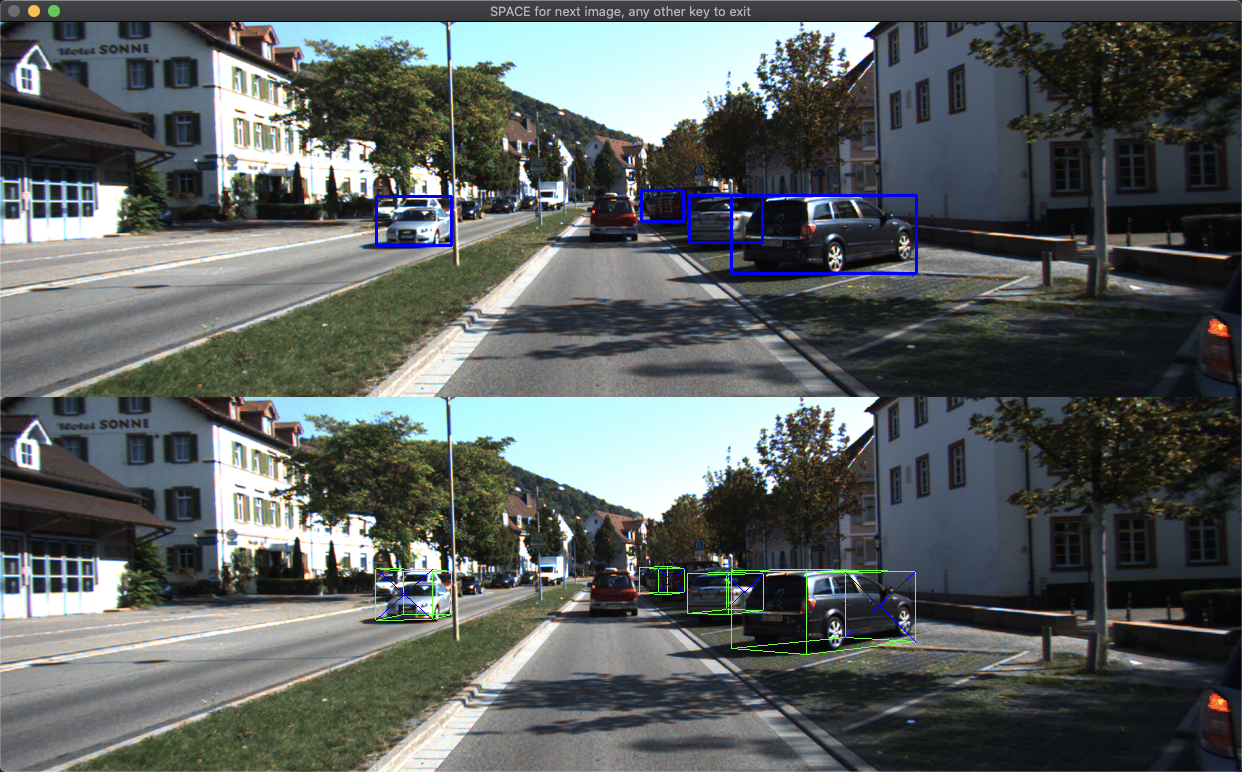 SPACE for next image, any other key to exit
Hotel SONNE
Hotel SONNE